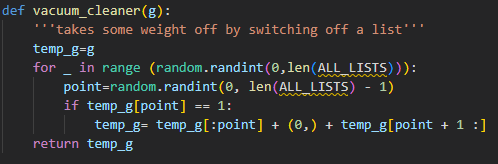 def vacuum_cleaner(g):
    '''takes some weight off by switching off a list'''
    temp_g=g
    for _ in range (random.randint(0,len(ALL_LISTS))):
        point=random.randint(0, len(ALL_LISTS) - 1)
        if temp_g[point] == 1:
            temp_g= temp_g[:point] + (0,) + temp_g[point + 1 :]
    return temp_g